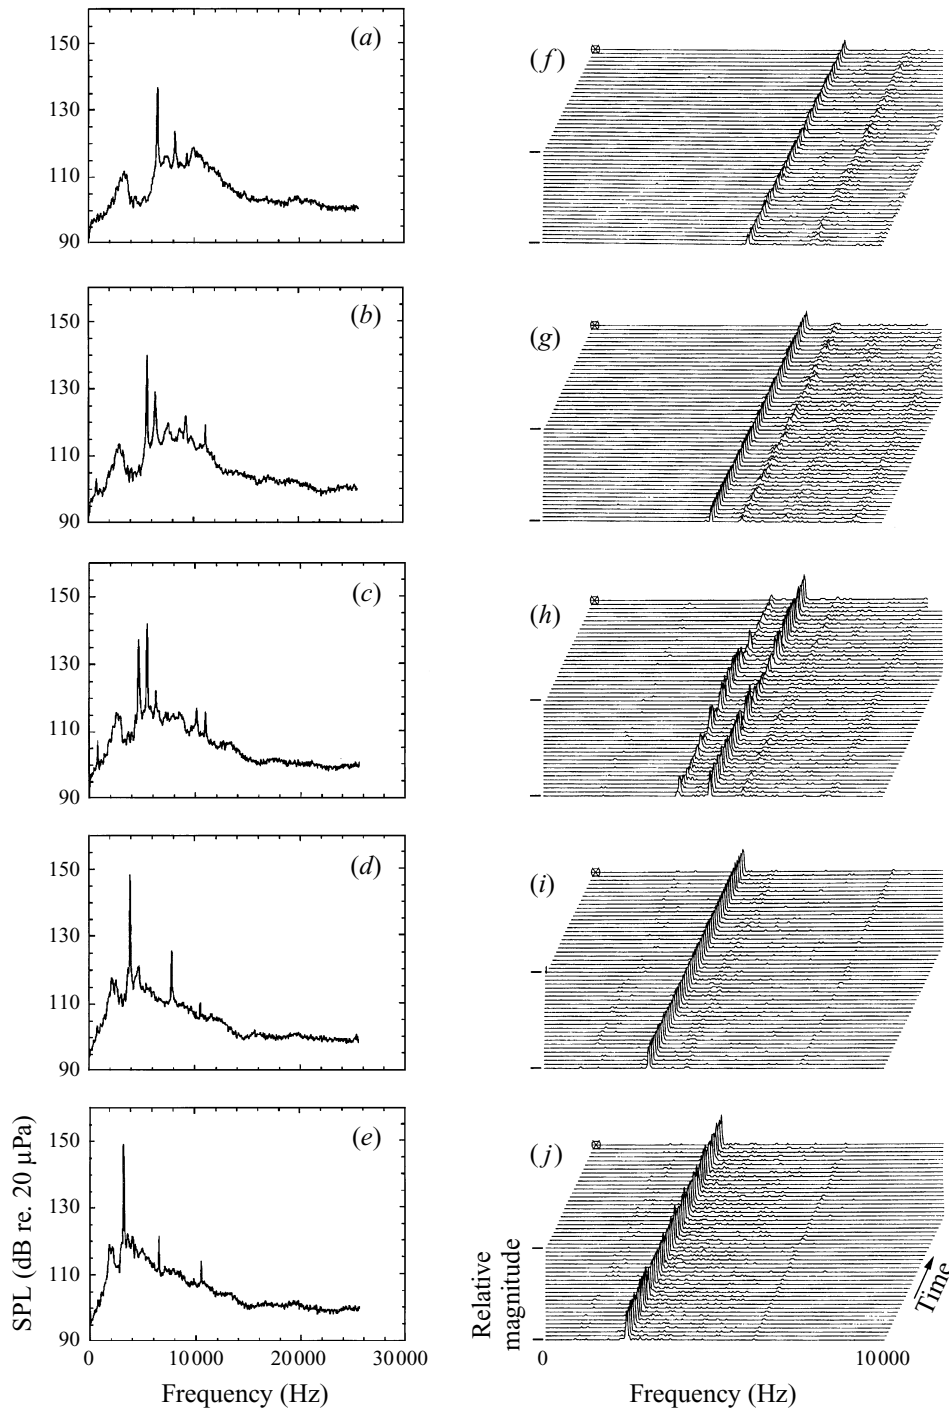 150
130
110
90
(a)
150
130
110
90
(b)
150
130
110
90
(c)
150
130
110
90
(d)
150
130
110
90
(e)
SPL (dB re. 20 μPa)
0 10000 20000 30000
Frequency (Hz)
(f)
(g)
(h)
(i)
(j)
Relative
magnitude
Time
0 10000
Frequency (Hz)